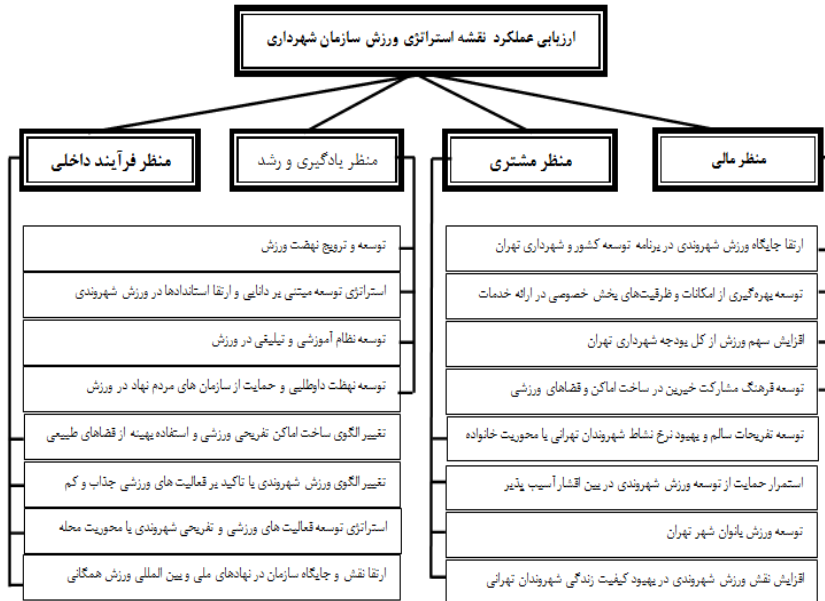 ارزیابی عملکرد نقشه استراتژی ورزش سازمان شهرداری
منظر مالی
منظر مشتری
منظر یادگیری و رشد
منظر فرآیند داخلی
ارتقا جایگاه ورزش شهروندی در برنامه توسعه کشور و شهرداری تهران
توسعه بهره‌گیری از امکانات و ظرفیت‌های بخش خصوصی در ارائه خدمات
افزایش سهم ورزش از کل بودجه شهرداری تهران
توسعه فرهنگ مشارکت خیرین در ساخت اماکن و فضاهای ورزشی
توسعه تفریحات سالم و بهبود نرخ نشاط شهروندان تهرانی با محوریت خانواده
استمرار حمایت از توسعه ورزش شهروندی در بین اقشار آسیب پذیر
توسعه ورزش بانوان شهر تهران
افزایش نقش ورزش شهروندی در بهبود کیفیت زندگی شهروندان تهرانی
توسعه و ترویج نهضت ورزش
استراتژی توسعه مبتنی بر دانایی و ارتقا استاندادها در ورزش شهروندی
توسعه نظام آموزشی و تبلیغی در ورزش
توسعه نهظت داوطلبی و حمایت از سازمان های مردم نهاد در ورزش
تغییر الگوی ساخت اماکن تفریحی ورزشی و استفاده بهینه از فضاهای طبیعی
تغییر الگوی ورزش شهروندی با تاکید بر فعالیت های ورزشی جذاب و کم
استراتژی توسعه فعالیت های ورزشی و تفریحی شهروندی با محوریت محله
ارتقا نقش و جایگاه سازمان در نهادهای ملی و بین المللی ورزش همگانی